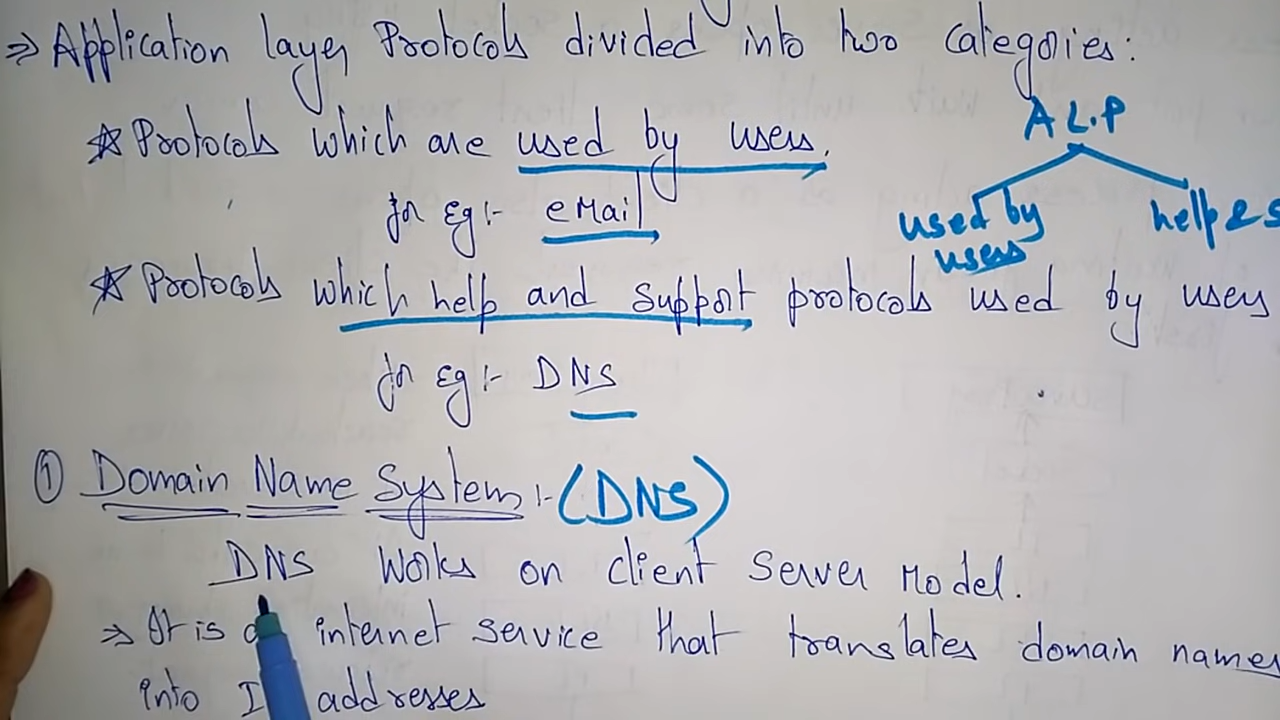 ⇒ Application layer Protocols divided into two categories:
☆ Protocols which are used by users.
for eg:- eMail
☆ Protocols which help and support protocols used by users
for eg:- DNS
A L.P
used by users
help & s
① Domain Name System:- (DNS)
DNS works on client server Model.
⇒ It is a internet service that translates domain names
into I addresses